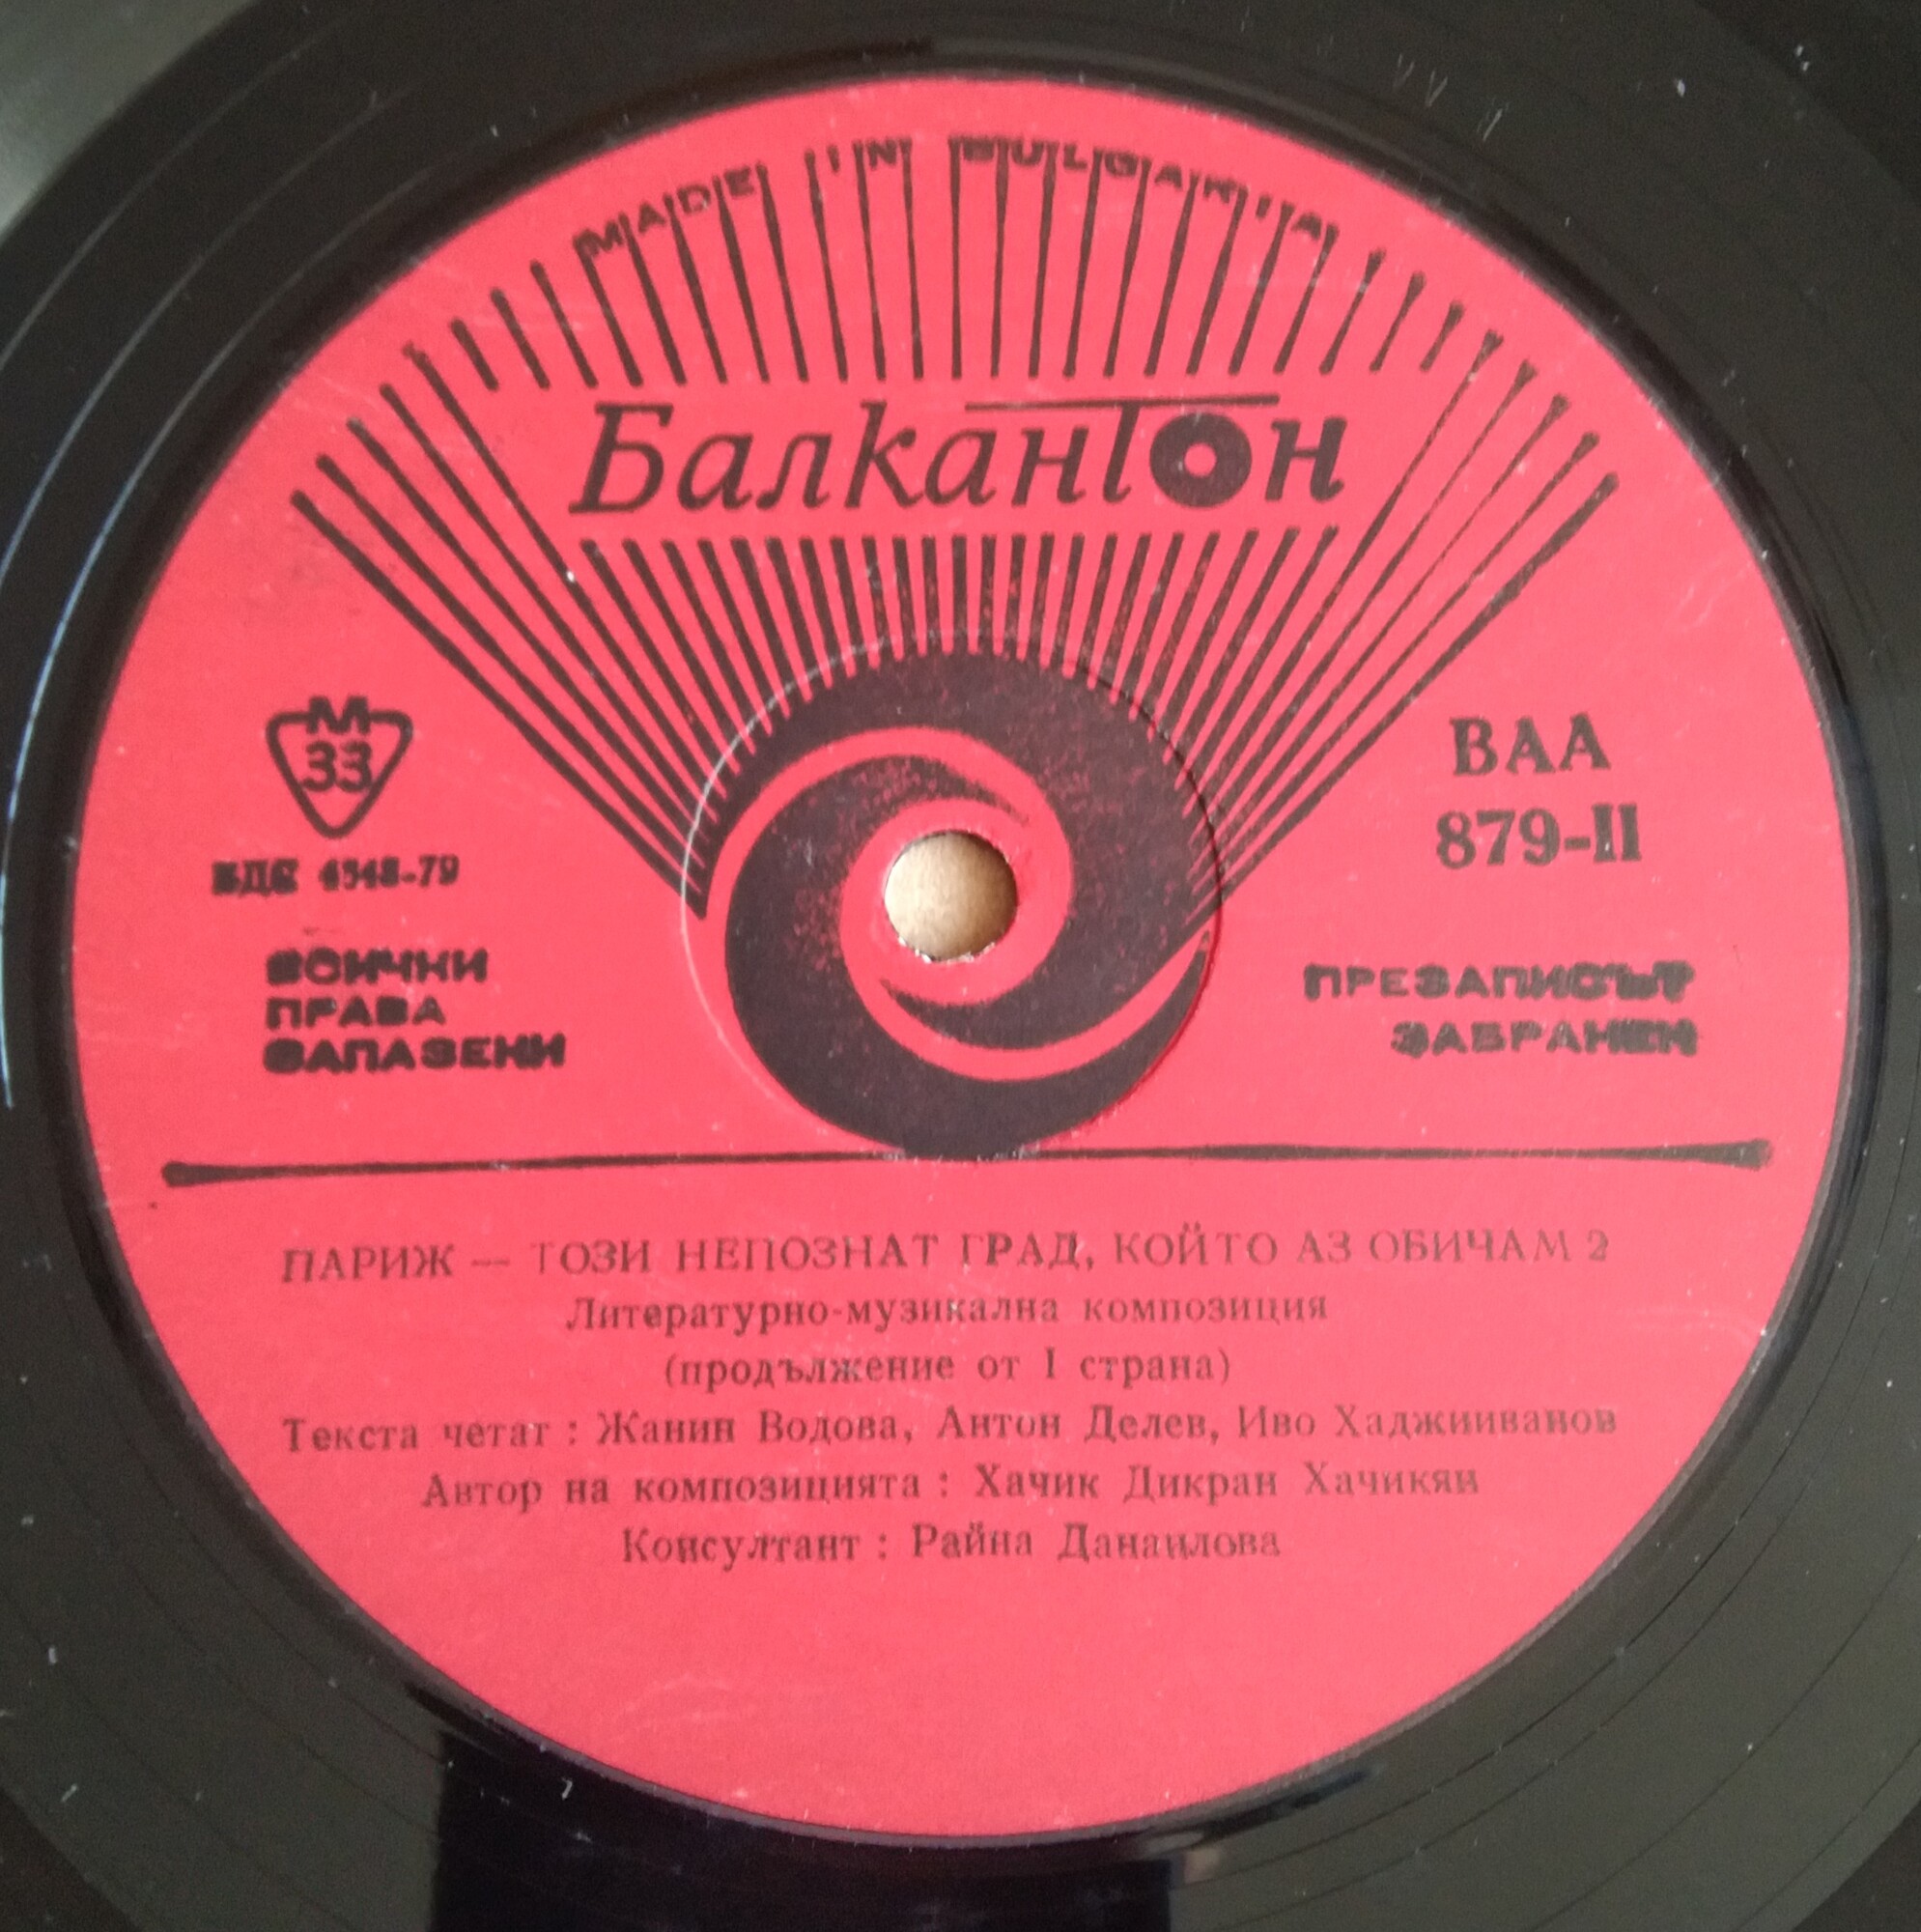 MADE IN BULGARIA
Балкантон
М
33
БДС 4348-79
ВСИЧКИ
ПРАВА
ЗАПАЗЕНИ
ВАА
879-II
ПРЕЗАПИСЪТ
ЗАБРАНЕН
ПАРИЖ — ТОЗИ НЕПОЗНАТ ГРАД, КОЙТО АЗ ОБИЧАМ 2
Литературно-музикална композиция
(продължение от I страна)
Текста четат : Жанин Водова, Антон Делев, Иво Хаджииванов
Автор на композицията : Хачик Дикран Хачикян
Консултант : Райна Данаилова